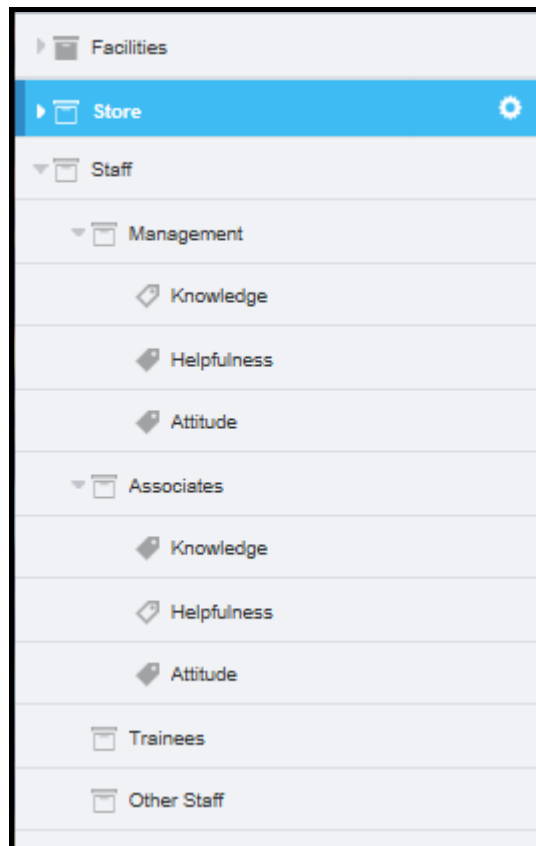 Facilities
Store
Staff
Management
Knowledge
Helpfulness
Attitude
Associates
Knowledge
Helpfulness
Attitude
Trainees
Other Staff